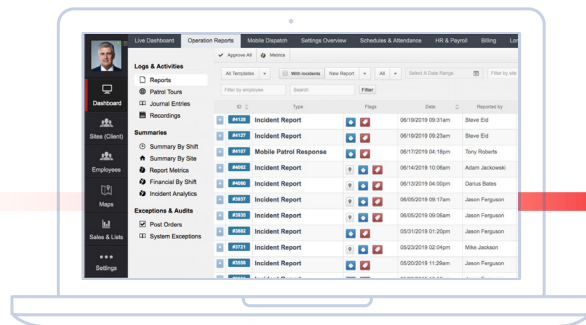 Live Dashboard Operation Reports Mobile Dispatch Settings Overview Schedules & Attendance HR & Payroll Billing
Approve All Metrics
Logs & Activities
Reports
Patrol Tours
Journal Entries
Recordings
Summaries
Summary By Shift
Summary By Site
Report Metrics
Financial By Shift
Incident Analytics
Exceptions & Audits
Post Orders
System Exceptions
Dashboard
Sites (Client)
Employees
Maps
Sales & Lists
Settings
All Templates With incidents New Report All Select A Date Range Filter by site
Filter by employee Search Filter
ID Type Flags Date Reported by
#4128 Incident Report 06/19/2019 09:31am Steve Eid
#4127 Incident Report 06/19/2019 09:23am Steve Eid
#4107 Mobile Patrol Response 06/17/2019 04:18pm Tony Roberts
#4092 Incident Report 06/14/2019 10:08am Adam Jackowski
#4080 Incident Report 06/13/2019 04:00pm Darius Bates
#3937 Incident Report 06/05/2019 09:17am Jason Ferguson
#3935 Incident Report 06/05/2019 09:06am Jason Ferguson
#3882 Incident Report 05/31/2019 01:20pm Jason Ferguson
#3721 Incident Report 05/23/2019 02:04pm Mike Jackson
#3558 Incident Report 05/20/2019 11:29am Jason Ferguson